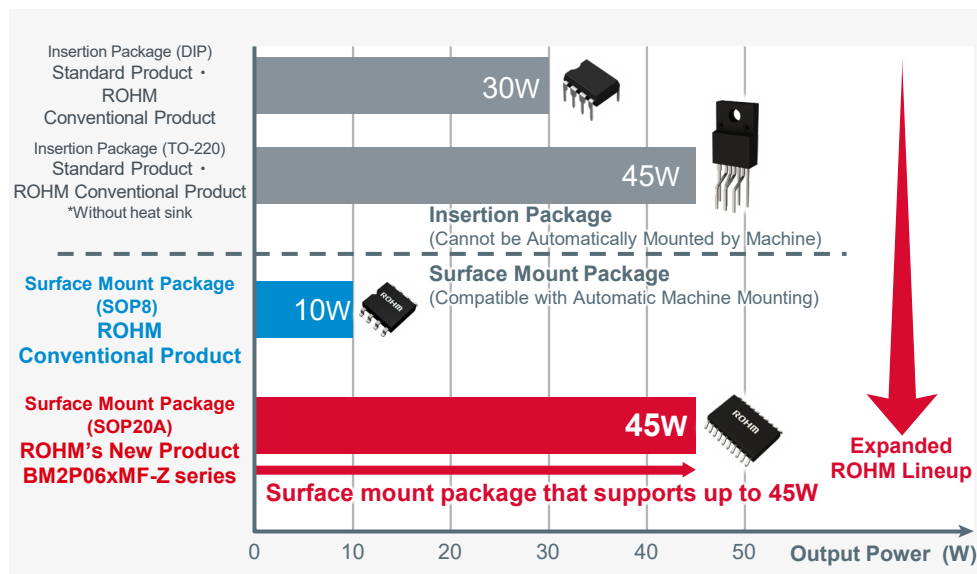 Insertion Package (DIP)
Standard Product・
ROHM
Conventional Product
30W
Insertion Package (TO-220)
Standard Product・
ROHM Conventional Product
*Without heat sink
45W
Insertion Package
(Cannot be Automatically Mounted by Machine)
Surface Mount Package
(Compatible with Automatic Machine Mounting)
Surface Mount Package
(SOP8)
ROHM
Conventional Product
10W
ROHM
Surface Mount Package
(SOP20A)
ROHM's New Product
BM2P06xMF-Z series
45W
ROHM
Surface mount package that supports up to 45W
Expanded
ROHM Lineup
0 10 20 30 40 50 Output Power (W)